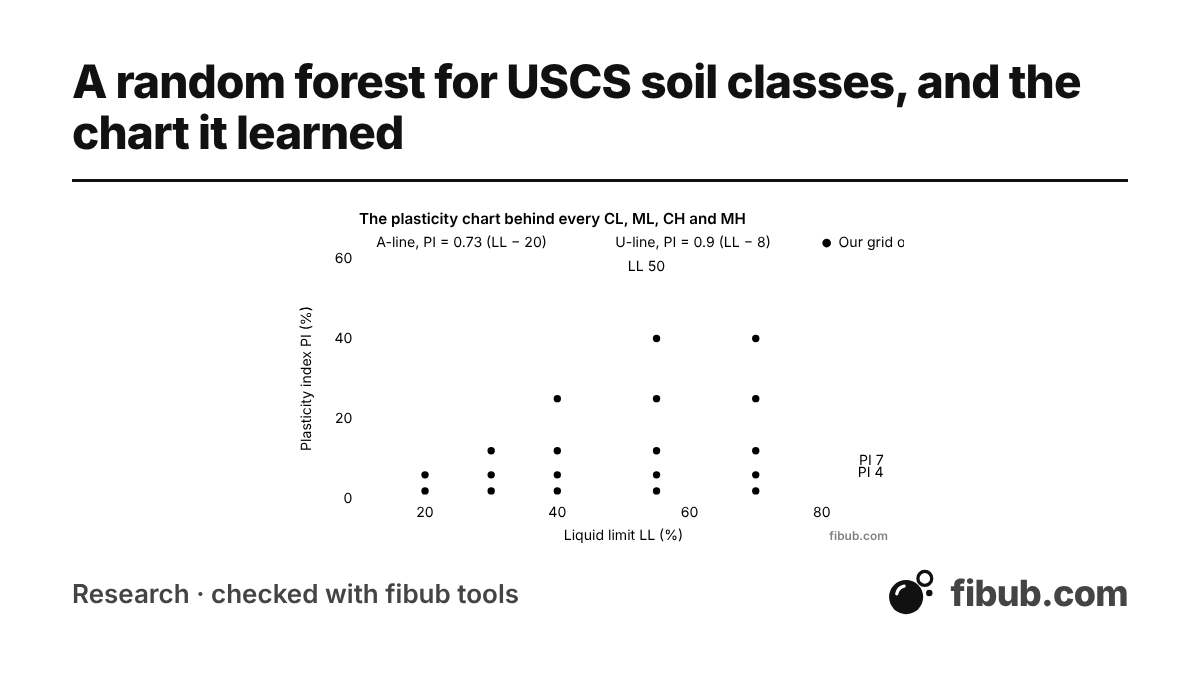 A random forest for USCS soil classes, and the
chart it learned
The plasticity chart behind every CL, ML, CH and MH
A-line, PI = 0.73 (LL − 20)
U-line, PI = 0.9 (LL − 8)
Our grid
LL 50
60
40
20
0
Plasticity index PI (%)
PI 7
PI 4
20
40
60
80
Liquid limit LL (%)
fibub.com
Research · checked with fibub tools
fibub.com